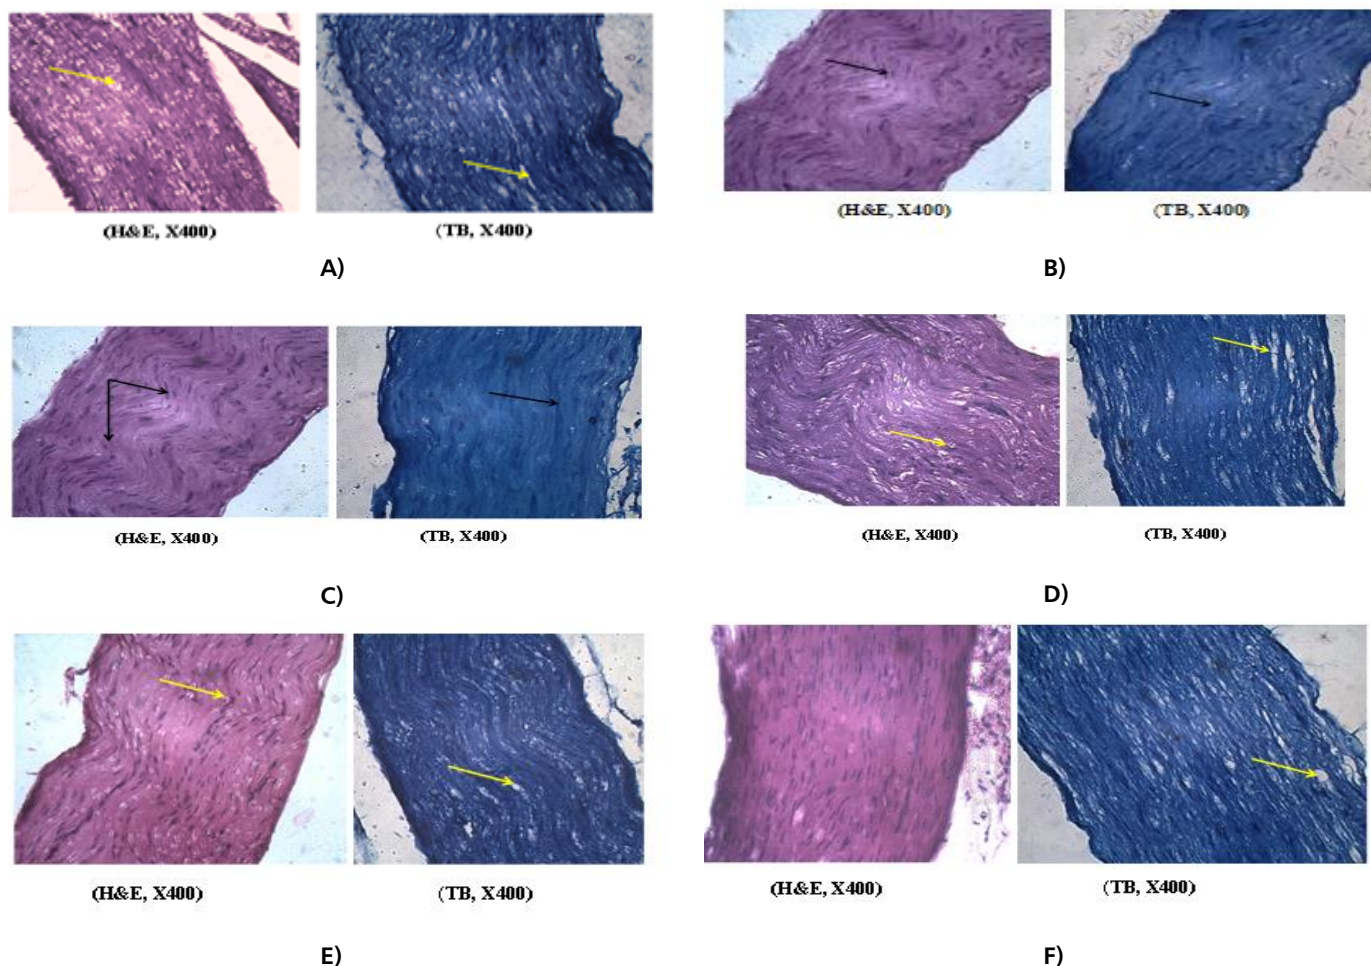 (H&E, X400)
(TB, X400)
A)
(H&E, X400)
(TB, X400)
B)
(H&E, X400)
(TB, X400)
C)
(H&E, X400)
(TB, X400)
D)
(H&E, X400)
(TB, X400)
E)
(H&E, X400)
(TB, X400)
F)